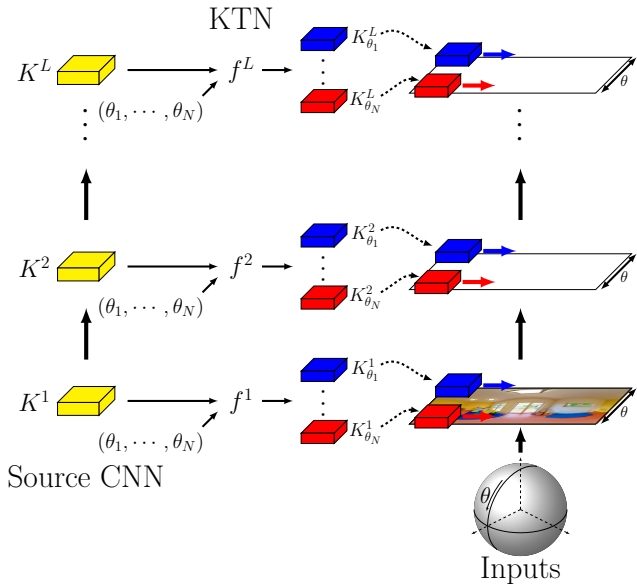 KTN
K^L (θ_1, ⋯ , θ_N) f^L K^L_{θ_1} K^L_{θ_N} θ
K^2 (θ_1, ⋯ , θ_N) f^2 K^2_{θ_1} K^2_{θ_N} θ
K^1 (θ_1, ⋯ , θ_N) f^1 K^1_{θ_1} K^1_{θ_N} θ
Source CNN
θ
Inputs